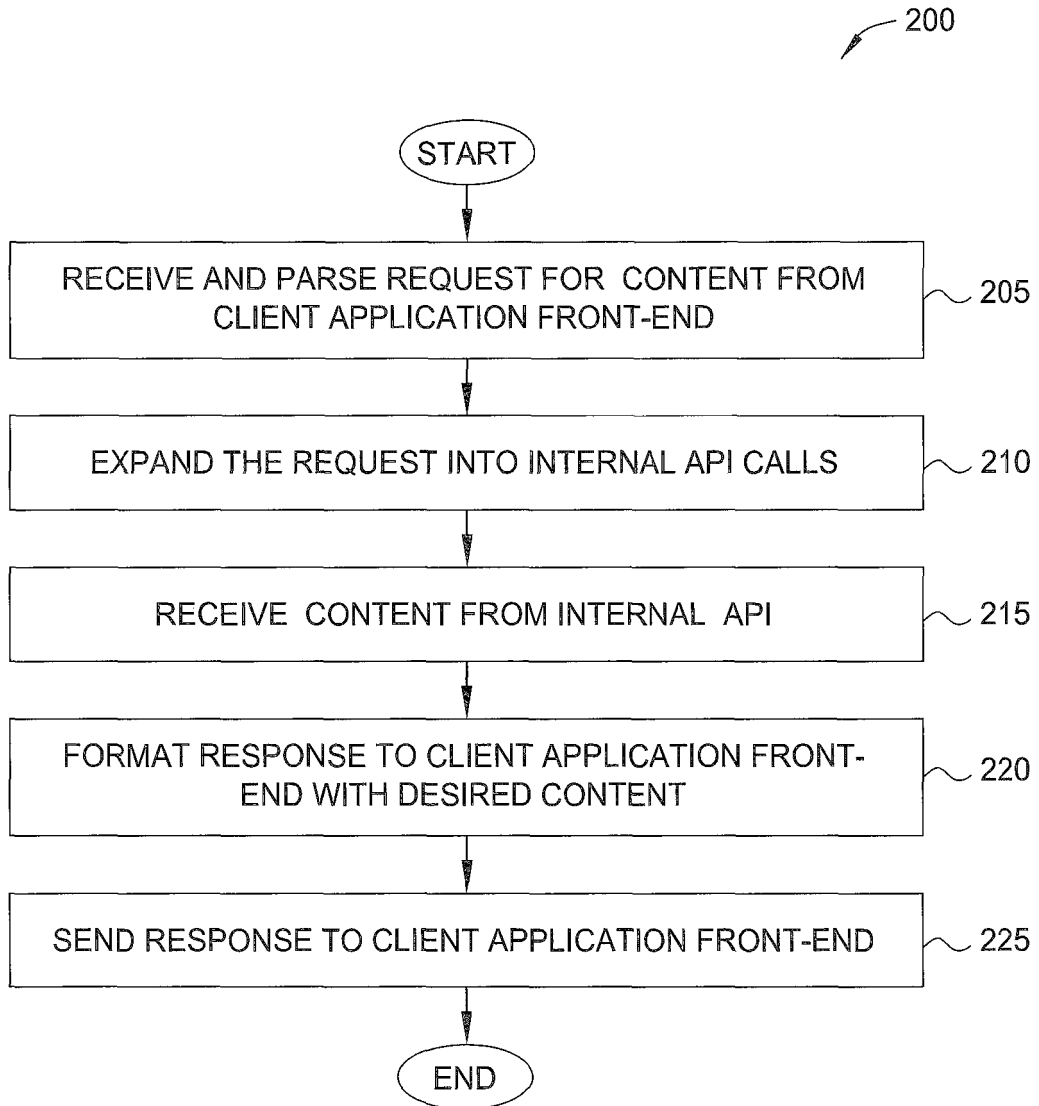 200
START
RECEIVE AND PARSE REQUEST FOR CONTENT FROM
CLIENT APPLICATION FRONT-END
205
EXPAND THE REQUEST INTO INTERNAL API CALLS
210
RECEIVE CONTENT FROM INTERNAL API
215
FORMAT RESPONSE TO CLIENT APPLICATION FRONT-
END WITH DESIRED CONTENT
220
SEND RESPONSE TO CLIENT APPLICATION FRONT-END
225
END